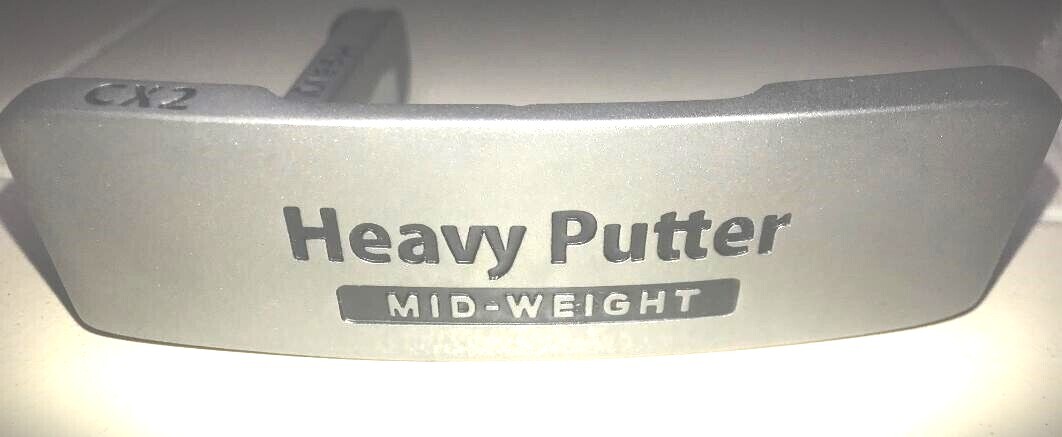 CX2
Heavy Putter
MID-WEIGHT